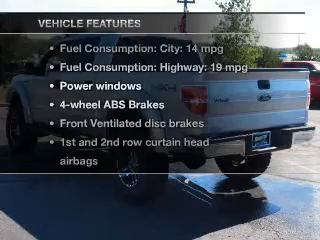 VEHICLE FEATURES
• Fuel Consumption: City: 14 mpg
• Fuel Consumption: Highway: 19 mpg
• Power windows
• 4-wheel ABS Brakes
• Front Ventilated disc brakes
• 1st and 2nd row curtain head
airbags